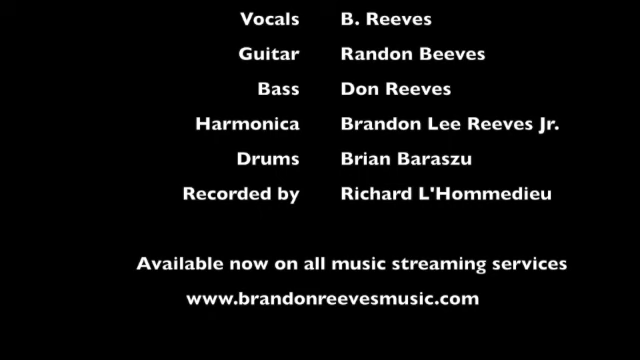 Vocals B. Reeves
Guitar Randon Beeves
Bass Don Reeves
Harmonica Brandon Lee Reeves Jr.
Drums Brian Baraszu
Recorded by Richard L'Hommedieu
Available now on all music streaming services
www.brandonreevesmusic.com